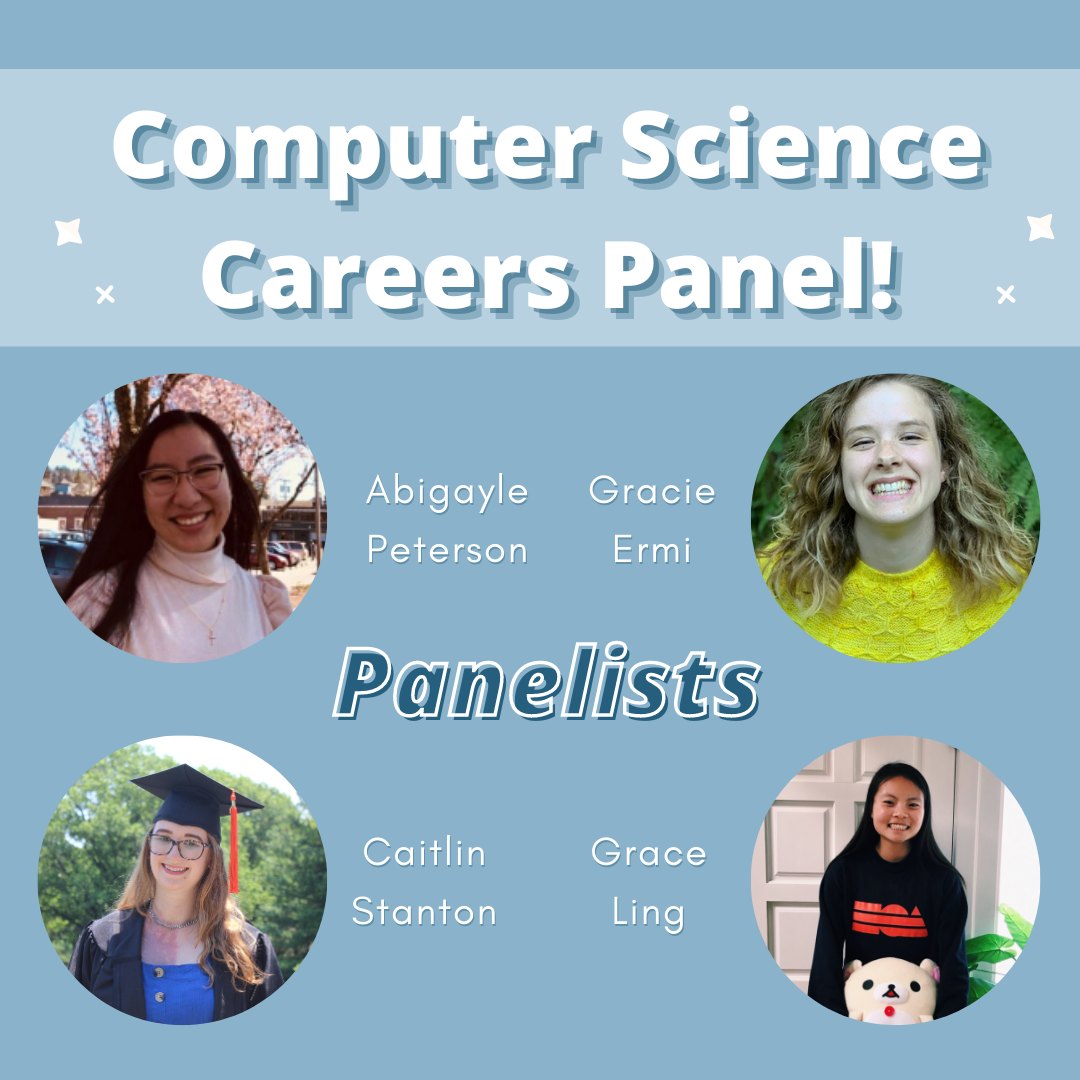 Computer Science
Careers Panel!
Abigayle
Peterson
Gracie
Ermi
Panelists
Caitlin
Stanton
Grace
Ling